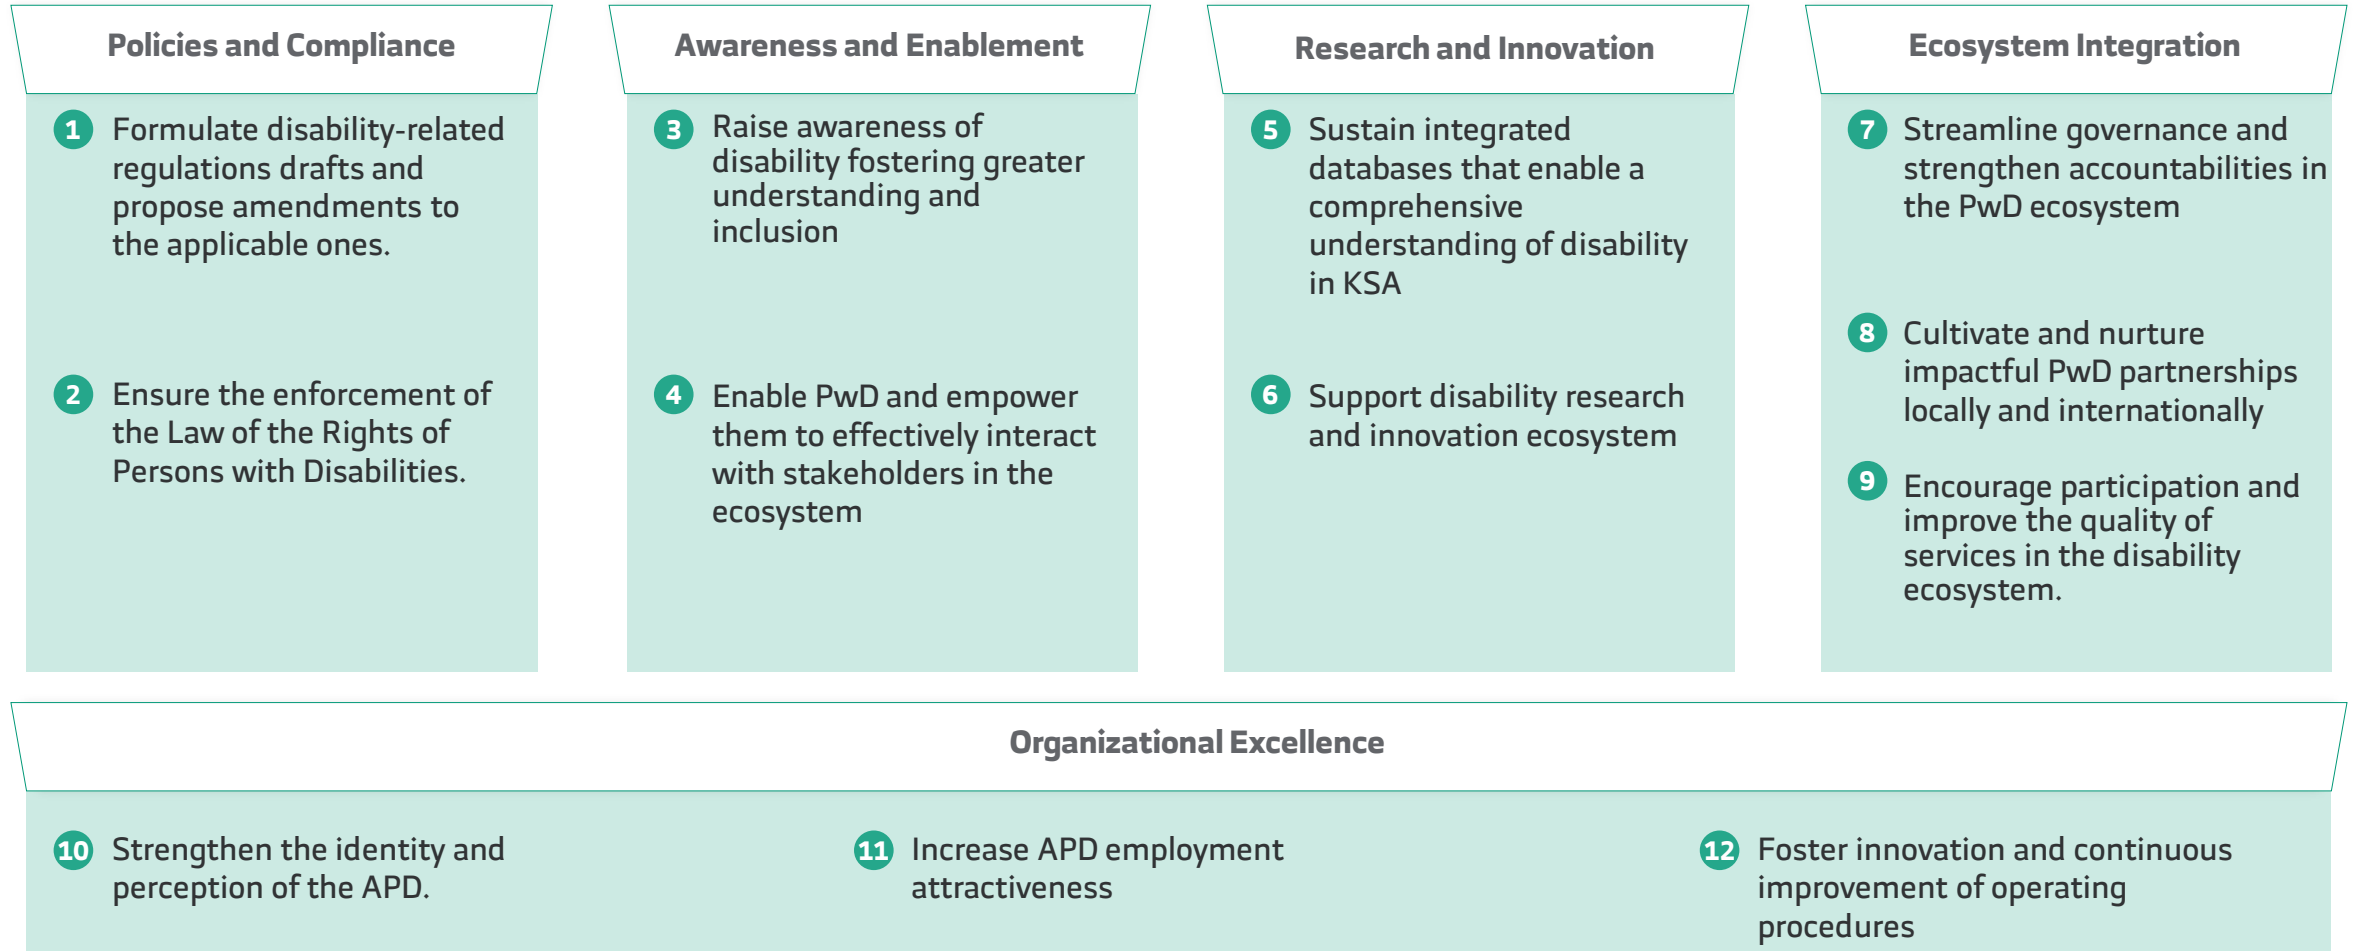 Policies and Compliance
1 Formulate disability-related
regulations drafts and
propose amendments to
the applicable ones.
2 Ensure the enforcement of
the Law of the Rights of
Persons with Disabilities.
Awareness and Enablement
3 Raise awareness of
disability fostering greater
understanding and
inclusion
4 Enable PwD and empower
them to effectively interact
with stakeholders in the
ecosystem
Research and Innovation
5 Sustain integrated
databases that enable a
comprehensive
understanding of disability
in KSA
6 Support disability research
and innovation ecosystem
Ecosystem Integration
7 Streamline governance and
strengthen accountabilities in
the PwD ecosystem
8 Cultivate and nurture
impactful PwD partnerships
locally and internationally
9 Encourage participation and
improve the quality of
services in the disability
ecosystem.
Organizational Excellence
10 Strengthen the identity and
perception of the APD.
11 Increase APD employment
attractiveness
12 Foster innovation and continuous
improvement of operating
procedures